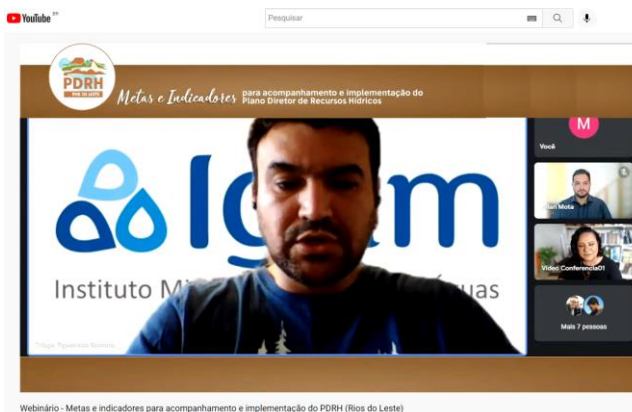 YouTube
Pesquisar
PDRH
Metas e Indicadores
para acompanhamento e implementação do
Plano Diretor de Recursos Hídricos
M
Você
Mota
Igam
Instituto
Video Conferencia01
Mais 7 pessoas
Webinário - Metas e indicadores para acompanhamento e implementação do PDRH (Rios do Leste)